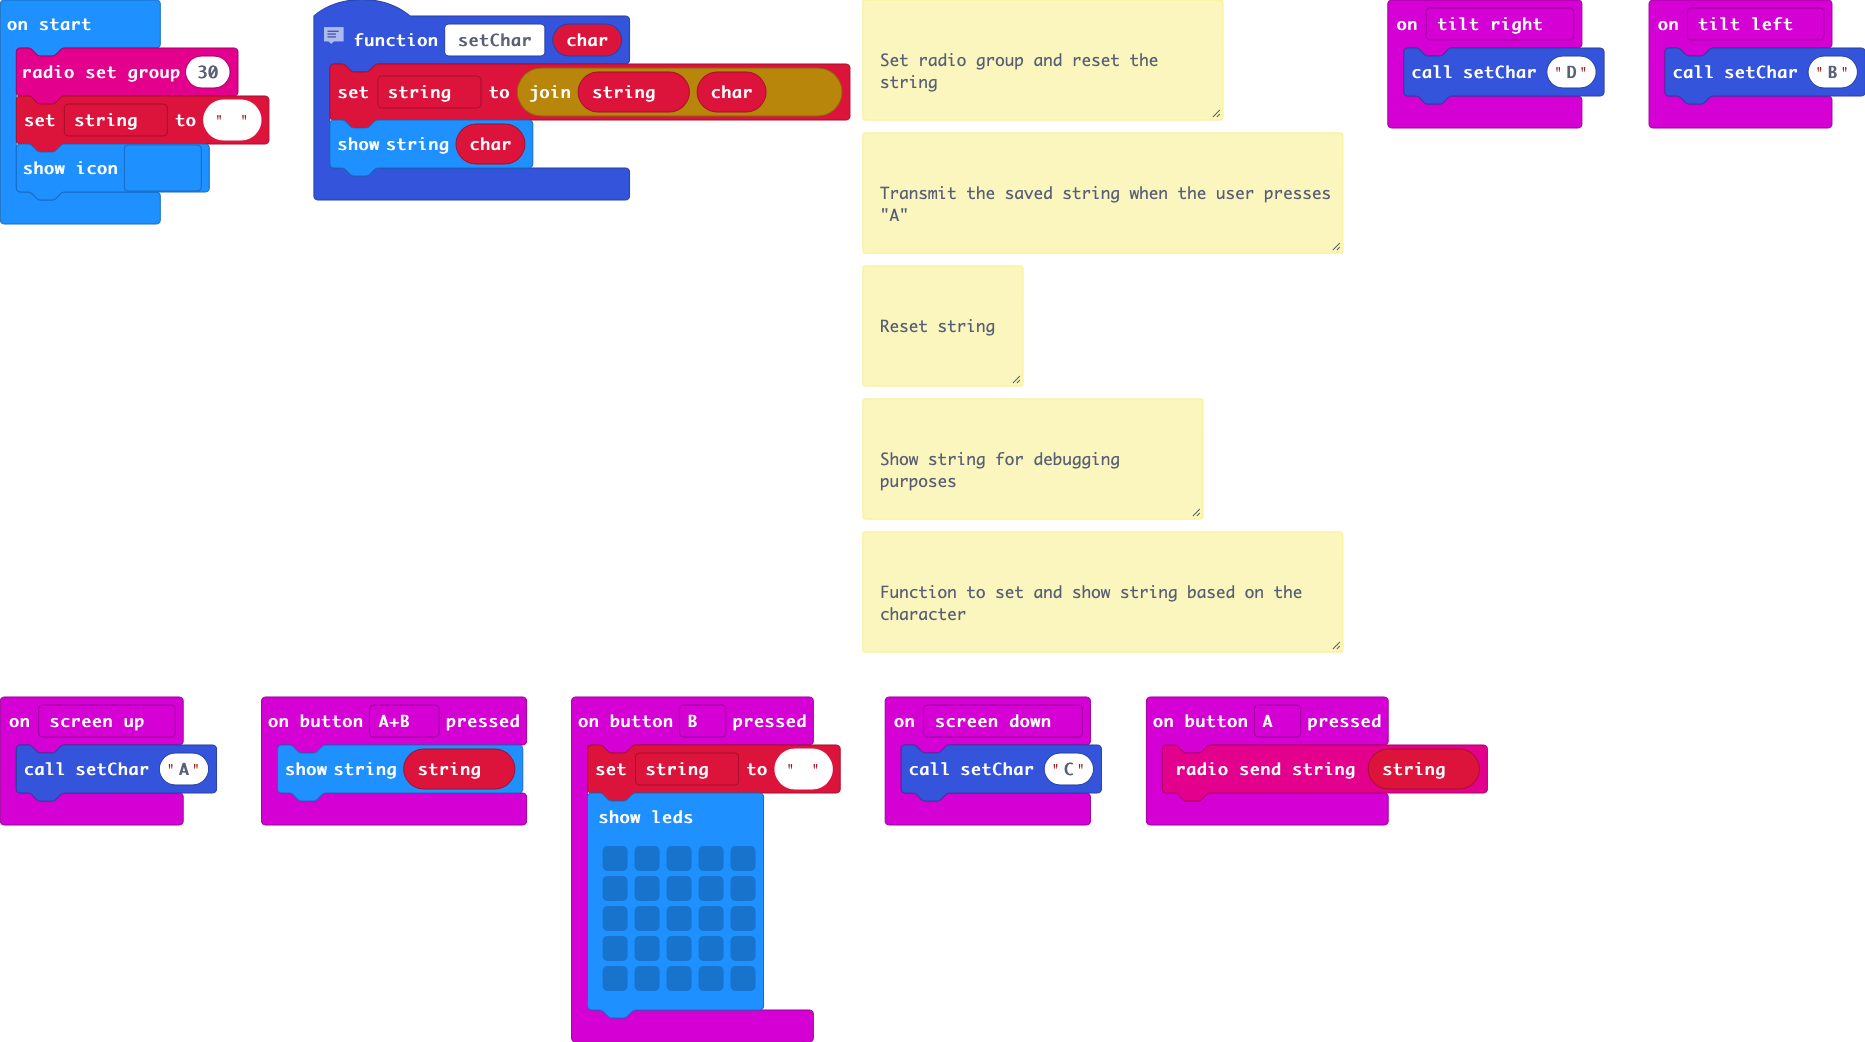 on start
radio set group 30
set string to " "
show icon
function setChar char
set string to join string char
show string char
Set radio group and reset the
string
Transmit the saved string when the user presses
"A"
Reset string
Show string for debugging
purposes
Function to set and show string based on the
character
on tilt right
call setChar "D"
on tilt left
call setChar "B"
on screen up
call setChar "A"
on button A+B pressed
show string string
on button B pressed
set string to " "
show leds
on screen down
call setChar "C"
on button A pressed
radio send string string